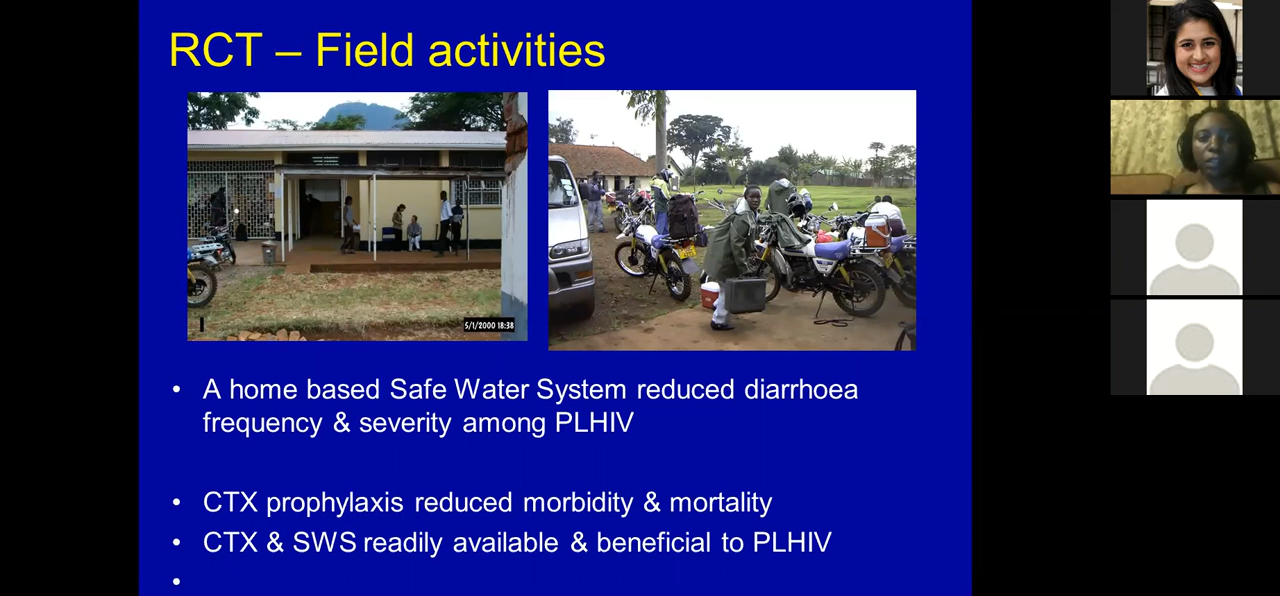 RCT – Field activities
5/1/2000 18:38
• A home based Safe Water System reduced diarrhoea
frequency & severity among PLHIV
• CTX prophylaxis reduced morbidity & mortality
• CTX & SWS readily available & beneficial to PLHIV
•